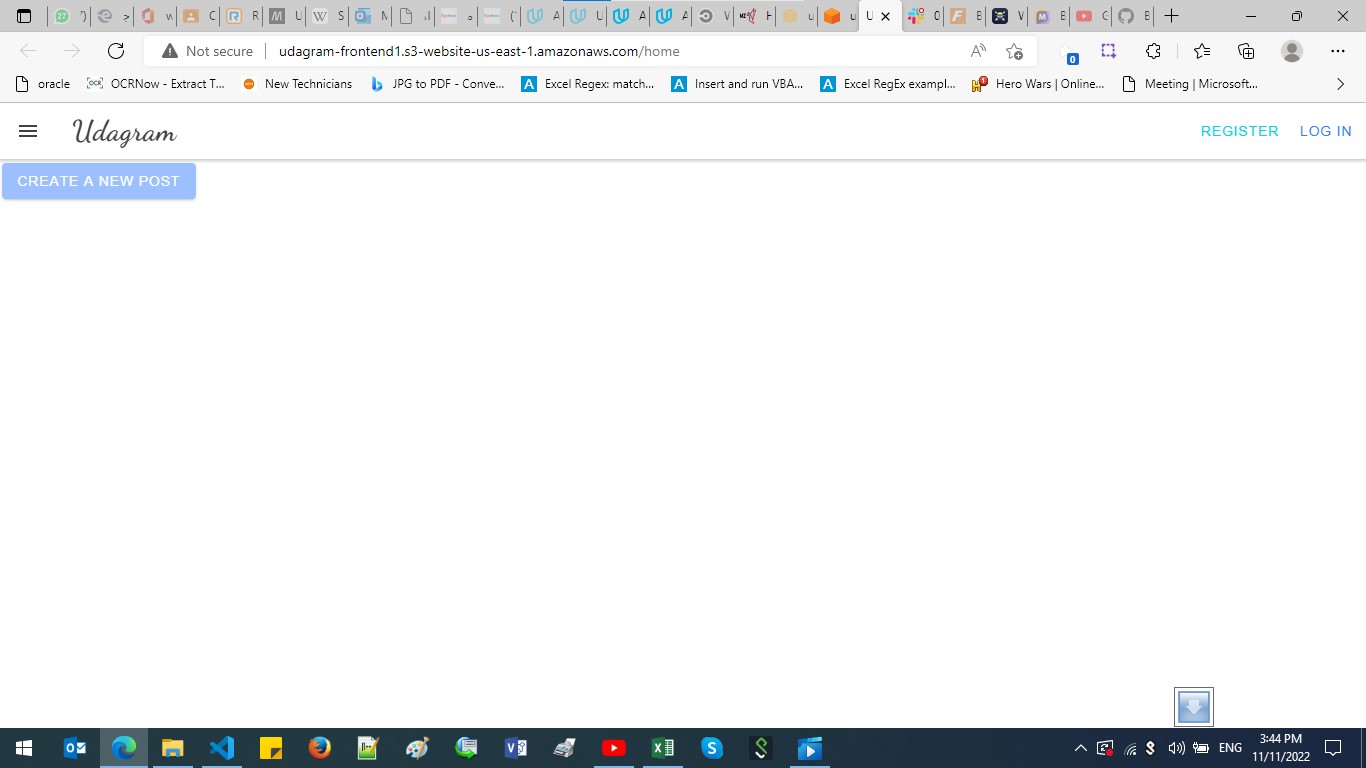 Not secure
udagram-frontend1.s3-website-us-east-1.amazonaws.com/home
0
oracle
OCRNow - Extract T...
New Technicians
JPG to PDF - Conve...
Excel Regex: match...
Insert and run VBA...
Excel RegEx exampl...
Hero Wars | Online...
Meeting | Microsoft...
Udagram
REGISTER
LOG IN
CREATE A NEW POST
ENG
3:44 PM
11/11/2022